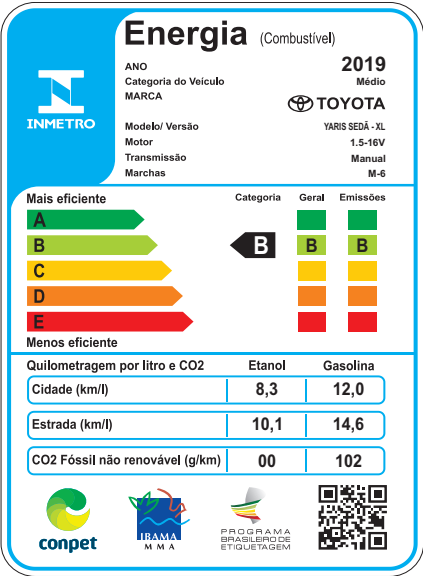 Energia (Combustível)
ANO 2019
Categoria do Veículo Médio
MARCA TOYOTA
INMETRO
Modelo/ Versão YARIS SEDÃ - XL
Motor 1.5-16V
Transmissão Manual
Marchas M-6
Mais eficiente Categoria Geral Emissões
A
B B B B
C
D
E
Menos eficiente
Quilometragem por litro e CO2 Etanol Gasolina
Cidade (km/l) 8,3 12,0
Estrada (km/l) 10,1 14,6
CO2 Fóssil não renovável (g/km) 00 102
conpet
IBAMA
MMA
PROGRAMA
BRASILEIRO DE
ETIQUETAGEM